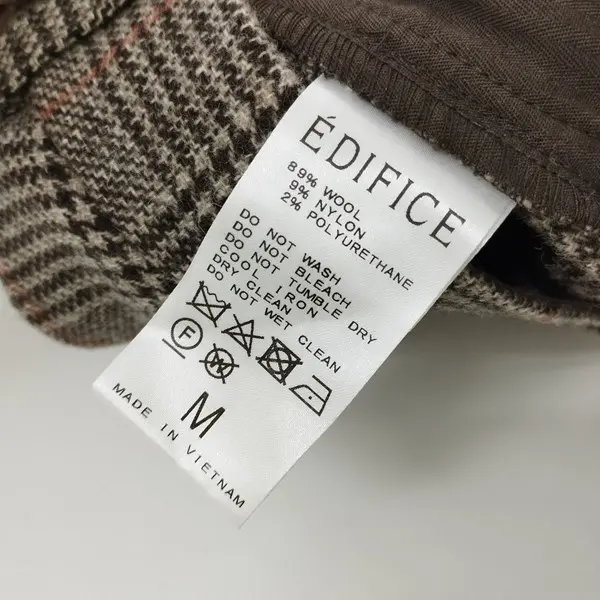 ÉDIFICE
89% WOOL
9% NYLON
2% POLYURETHANE
DO NOT WASH
DO NOT BLEACH
DO NOT TUMBLE DRY
COOL IRON
DRY CLEAN
DO NOT WET CLEAN
F
W
M
MADE IN VIETNAM